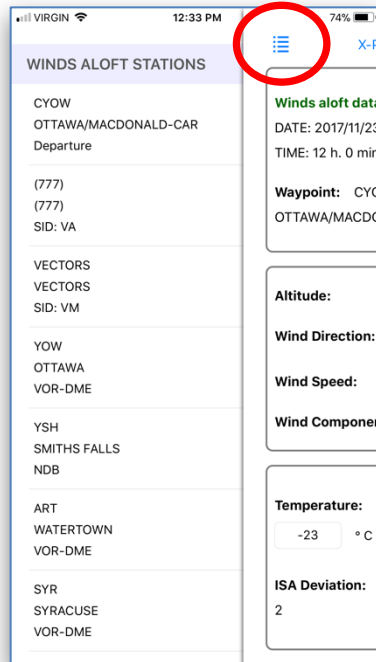 VIRGIN 12:33 PM 74%
WINDS ALOFT STATIONS
CYOW
OTTAWA/MACDONALD-CAR
Departure
(777)
(777)
SID: VA
VECTORS
VECTORS
SID: VM
YOW
OTTAWA
VOR-DME
YSH
SMITHS FALLS
NDB
ART
WATERTOWN
VOR-DME
SYR
SYRACUSE
VOR-DME
X-
Winds aloft data
DATE: 2017/11/23
TIME: 12 h. 0 min
Waypoint: CYO
OTTAWA/MACDO
Altitude:
Wind Direction:
Wind Speed:
Wind Componen
Temperature:
-23 ° C
ISA Deviation:
2